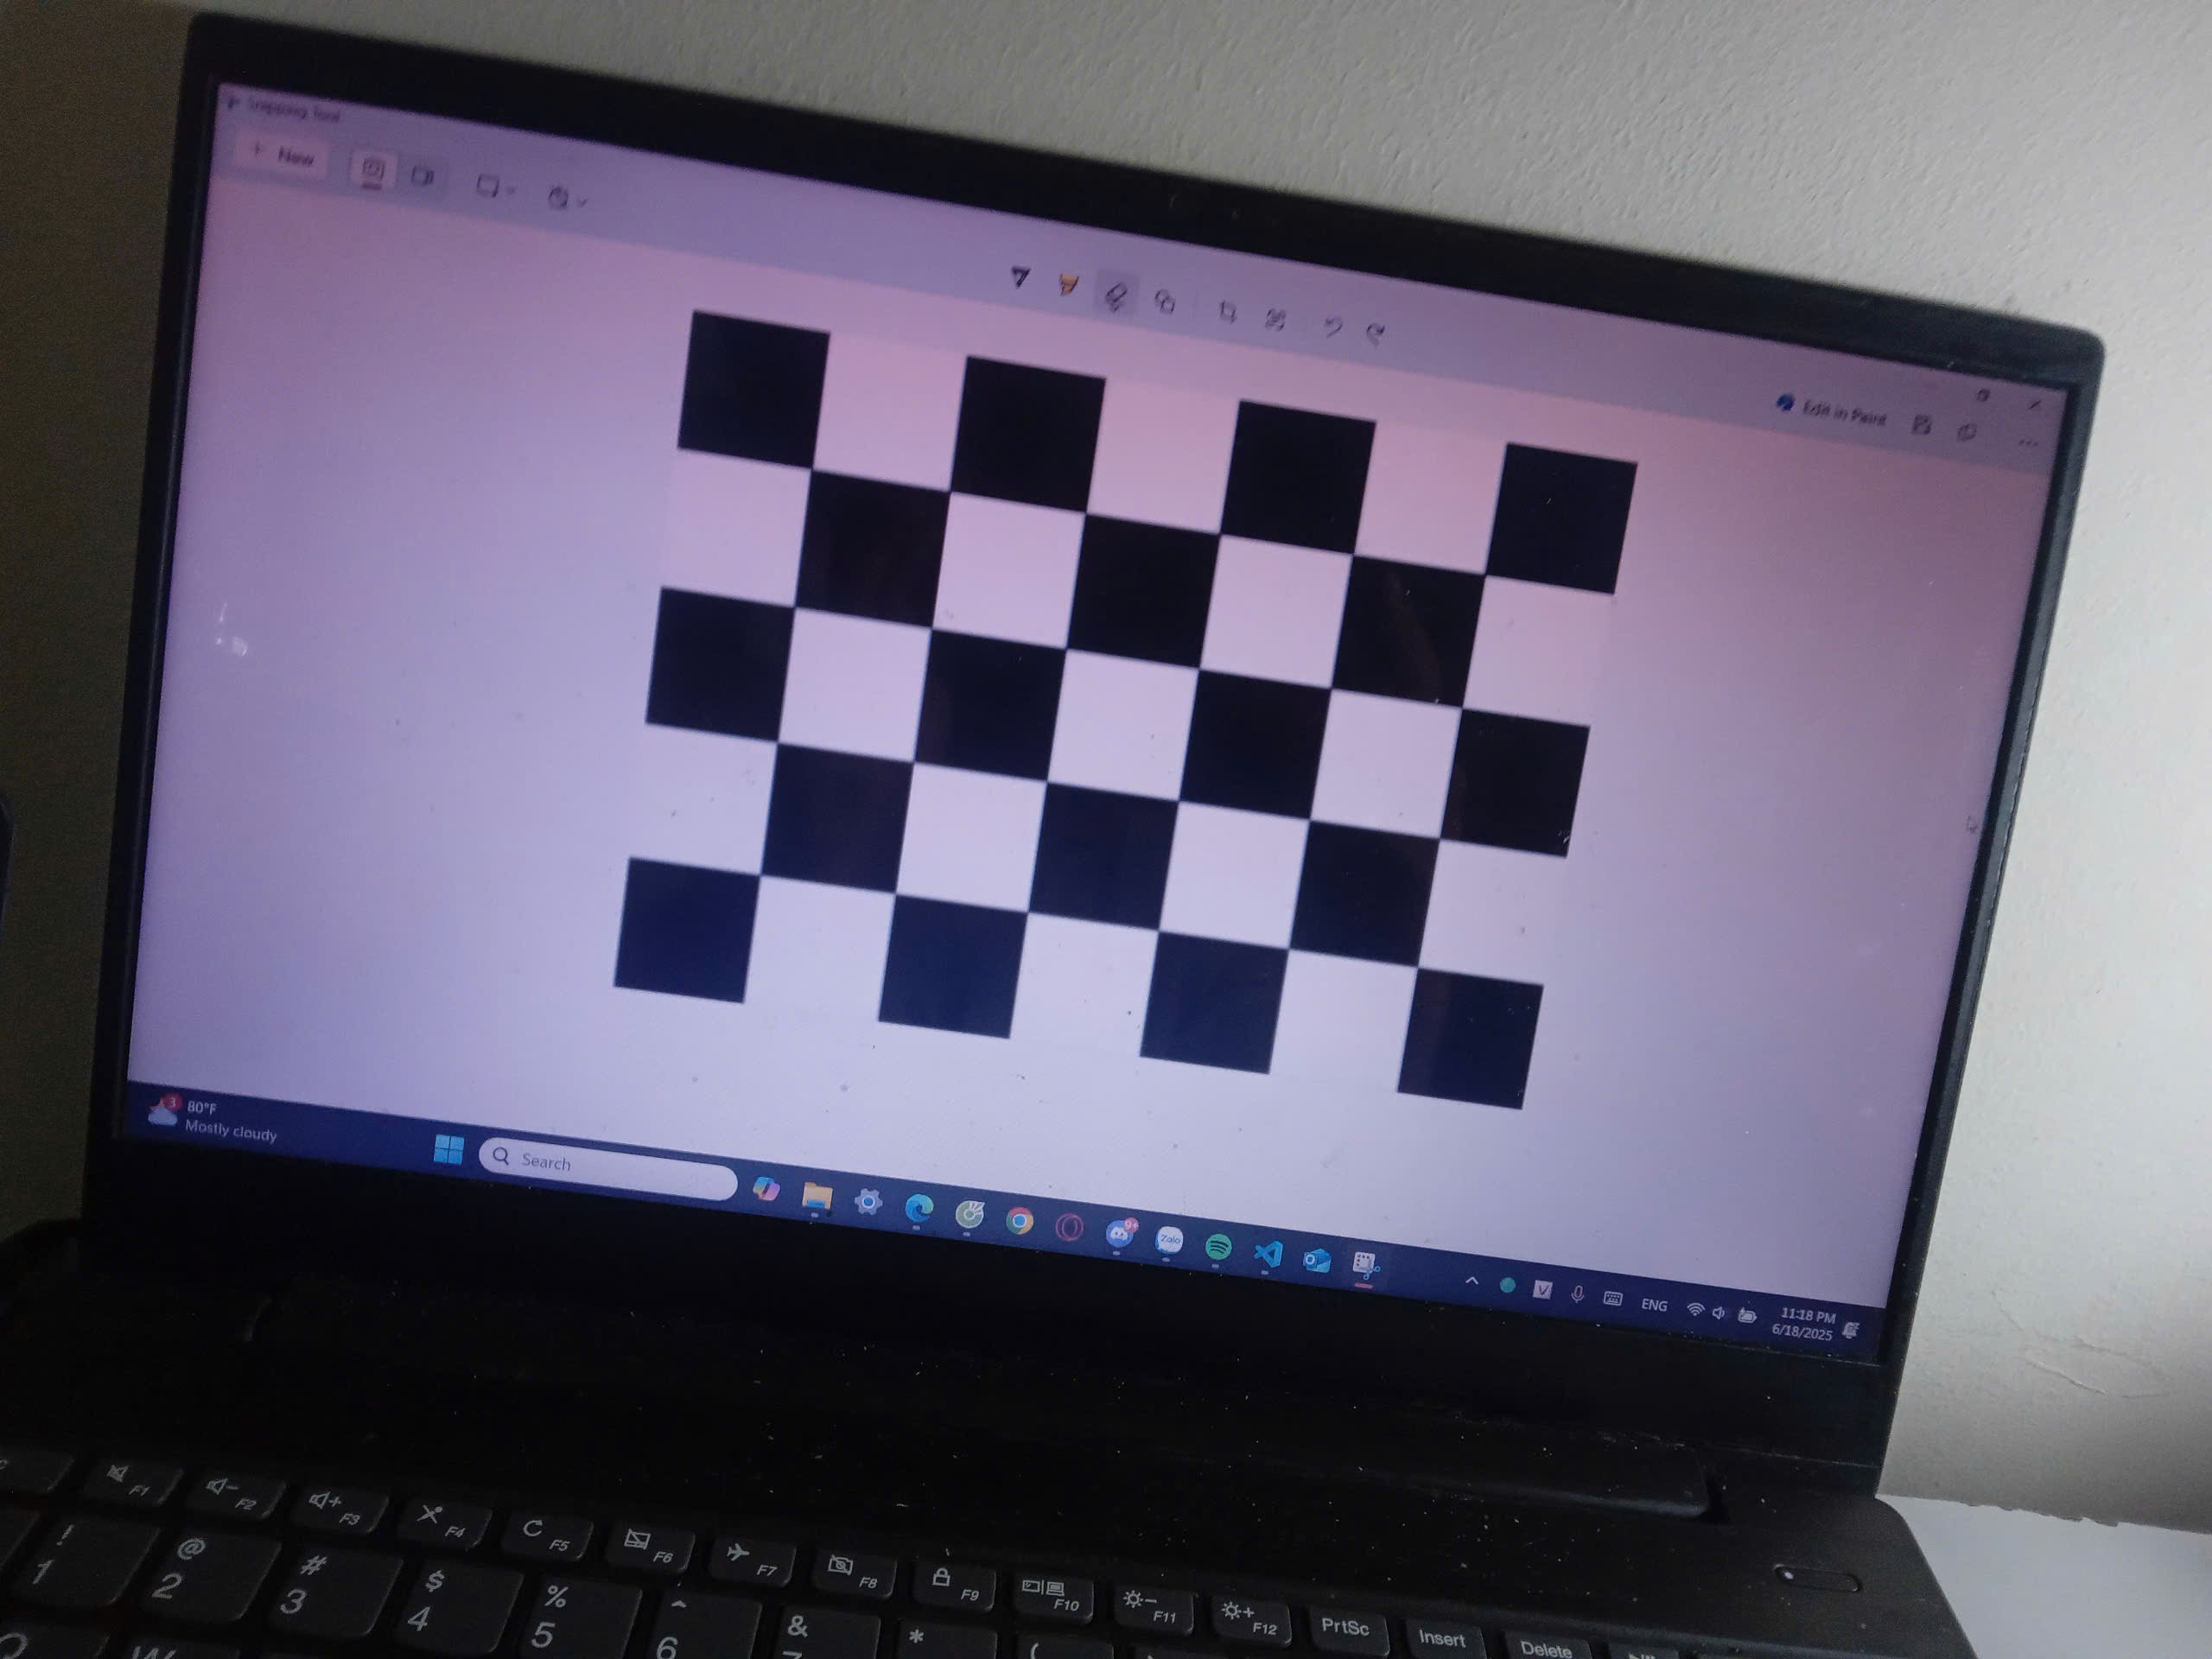 Snipping Tool
+ New
Edit in Paint
3
80°F
Mostly cloudy
Search
9+
Zalo
V
ENG
11:18 PM
6/18/2025
F1
F2
F3
F4
F5
F6
F7
F8
F9
F10
F11
F12
PrtSc
Insert
Delete
!
1
@
2
#
3
$
4
%
5
^
6
&
7
*
(
W